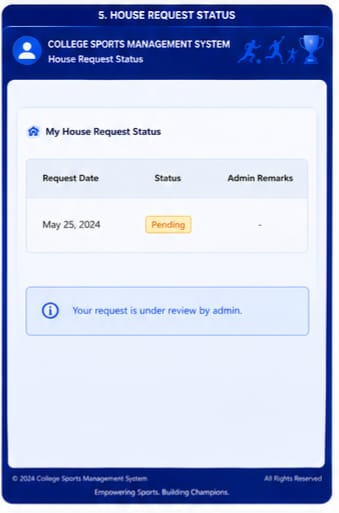 5. HOUSE REQUEST STATUS
COLLEGE SPORTS MANAGEMENT SYSTEM
House Request Status
My House Request Status
Request Date Status Admin Remarks
May 25, 2024 Pending -
Your request is under review by admin.
© 2024 College Sports Management System All Rights Reserved
Empowering Sports. Building Champions.